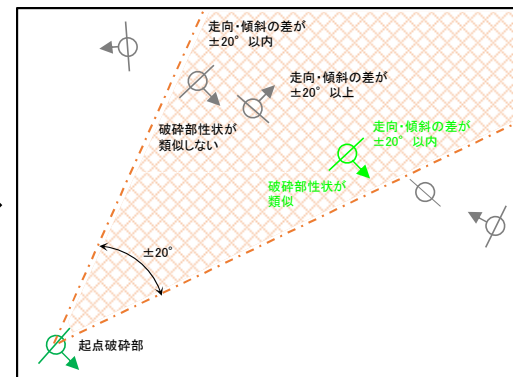 走向・傾斜の差が
±20° 以内
走向・傾斜の差が
±20° 以上
破砕部性状が
類似しない
走向・傾斜の差が
±20° 以内
破砕部性状が
類似
±20°
起点破砕部